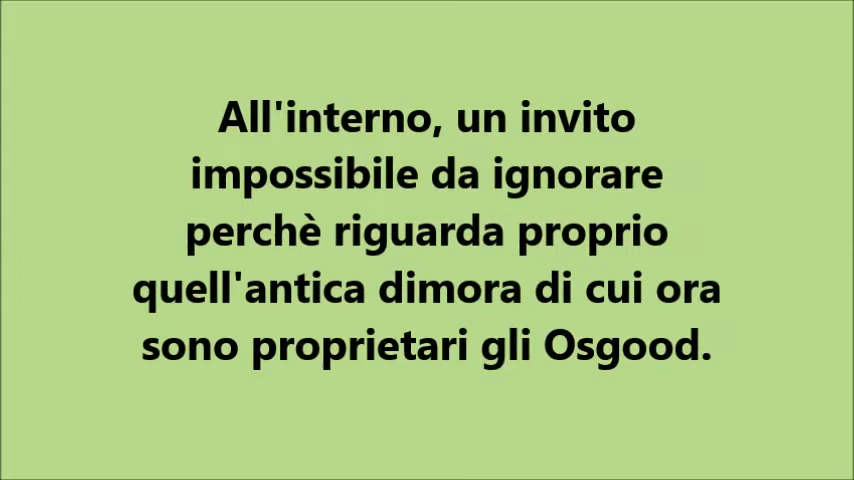 All'interno, un invito
impossibile da ignorare
perchè riguarda proprio
quell'antica dimora di cui ora
sono proprietari gli Osgood.